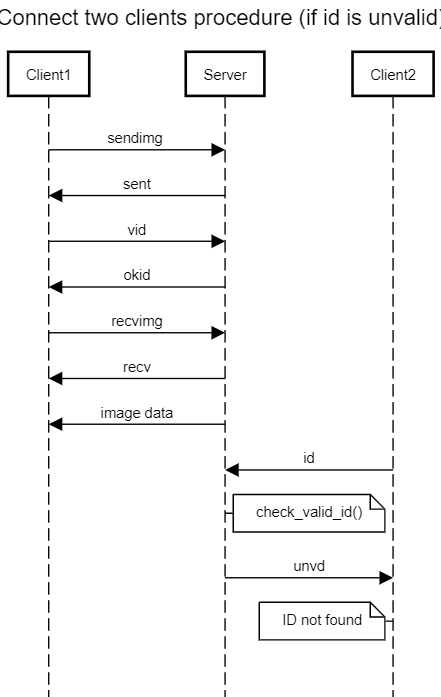 Connect two clients procedure (if id is unvalid)
Client1
Server
Client2
sendimg
sent
vid
okid
recvimg
recv
image data
id
check_valid_id()
unvd
ID not found